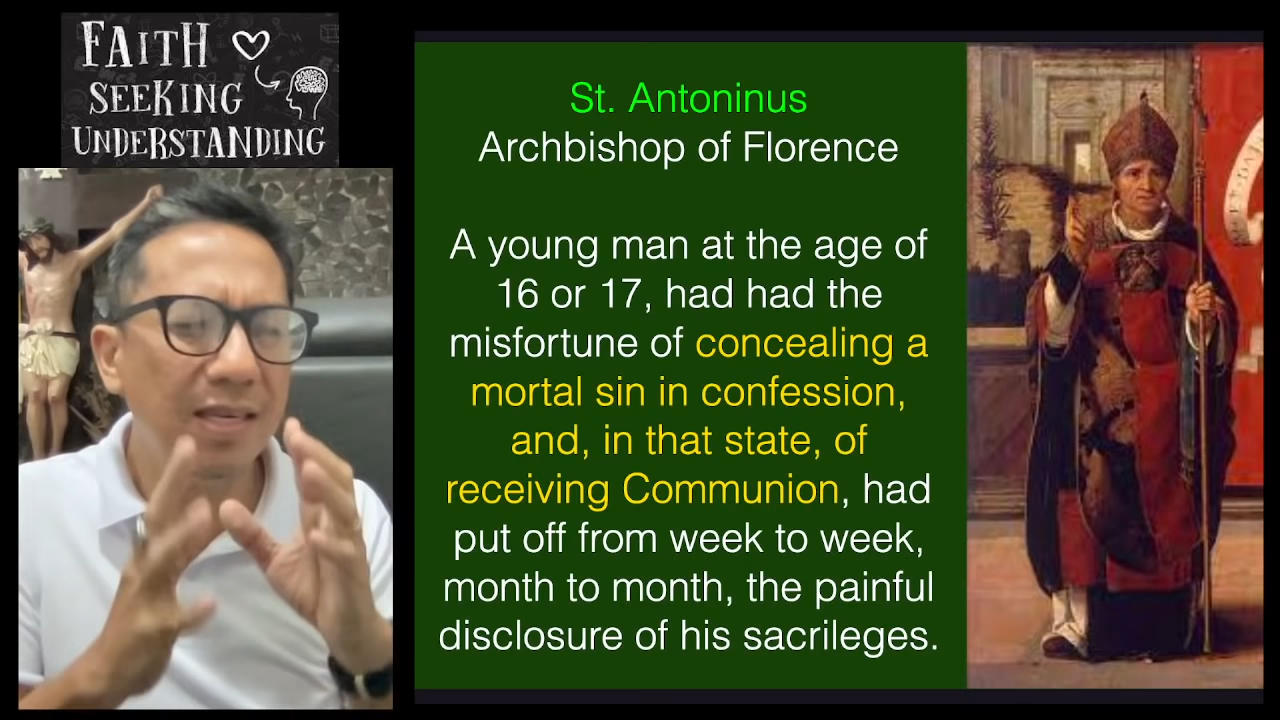 FAITH
SEEKING
UNDERSTANDING
St. Antoninus
Archbishop of Florence
A young man at the age of
16 or 17, had had the
misfortune of concealing a
mortal sin in confession,
and, in that state, of
receiving Communion, had
put off from week to week,
month to month, the painful
disclosure of his sacrileges.